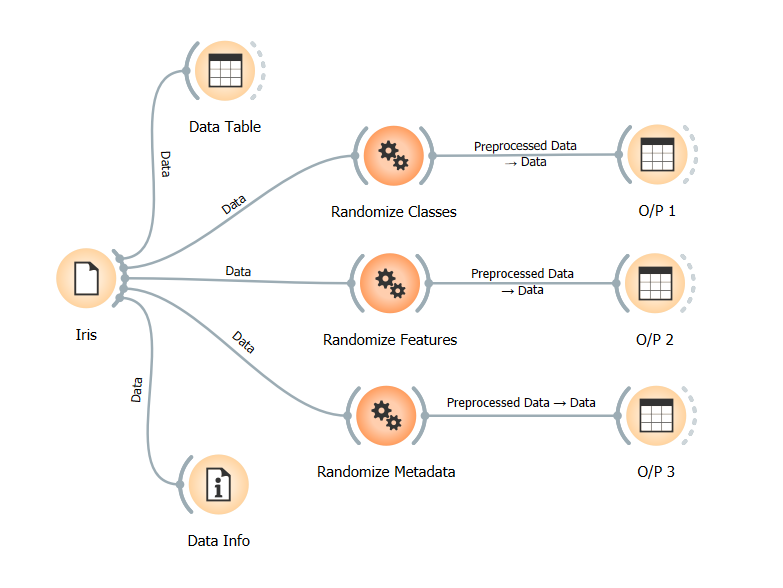 Data Table
Data
Preprocessed Data
→ Data
Randomize Classes
O/P 1
Data
Data
Preprocessed Data
→ Data
Iris
Randomize Features
O/P 2
Data
Data
Preprocessed Data → Data
Randomize Metadata
O/P 3
Data Info